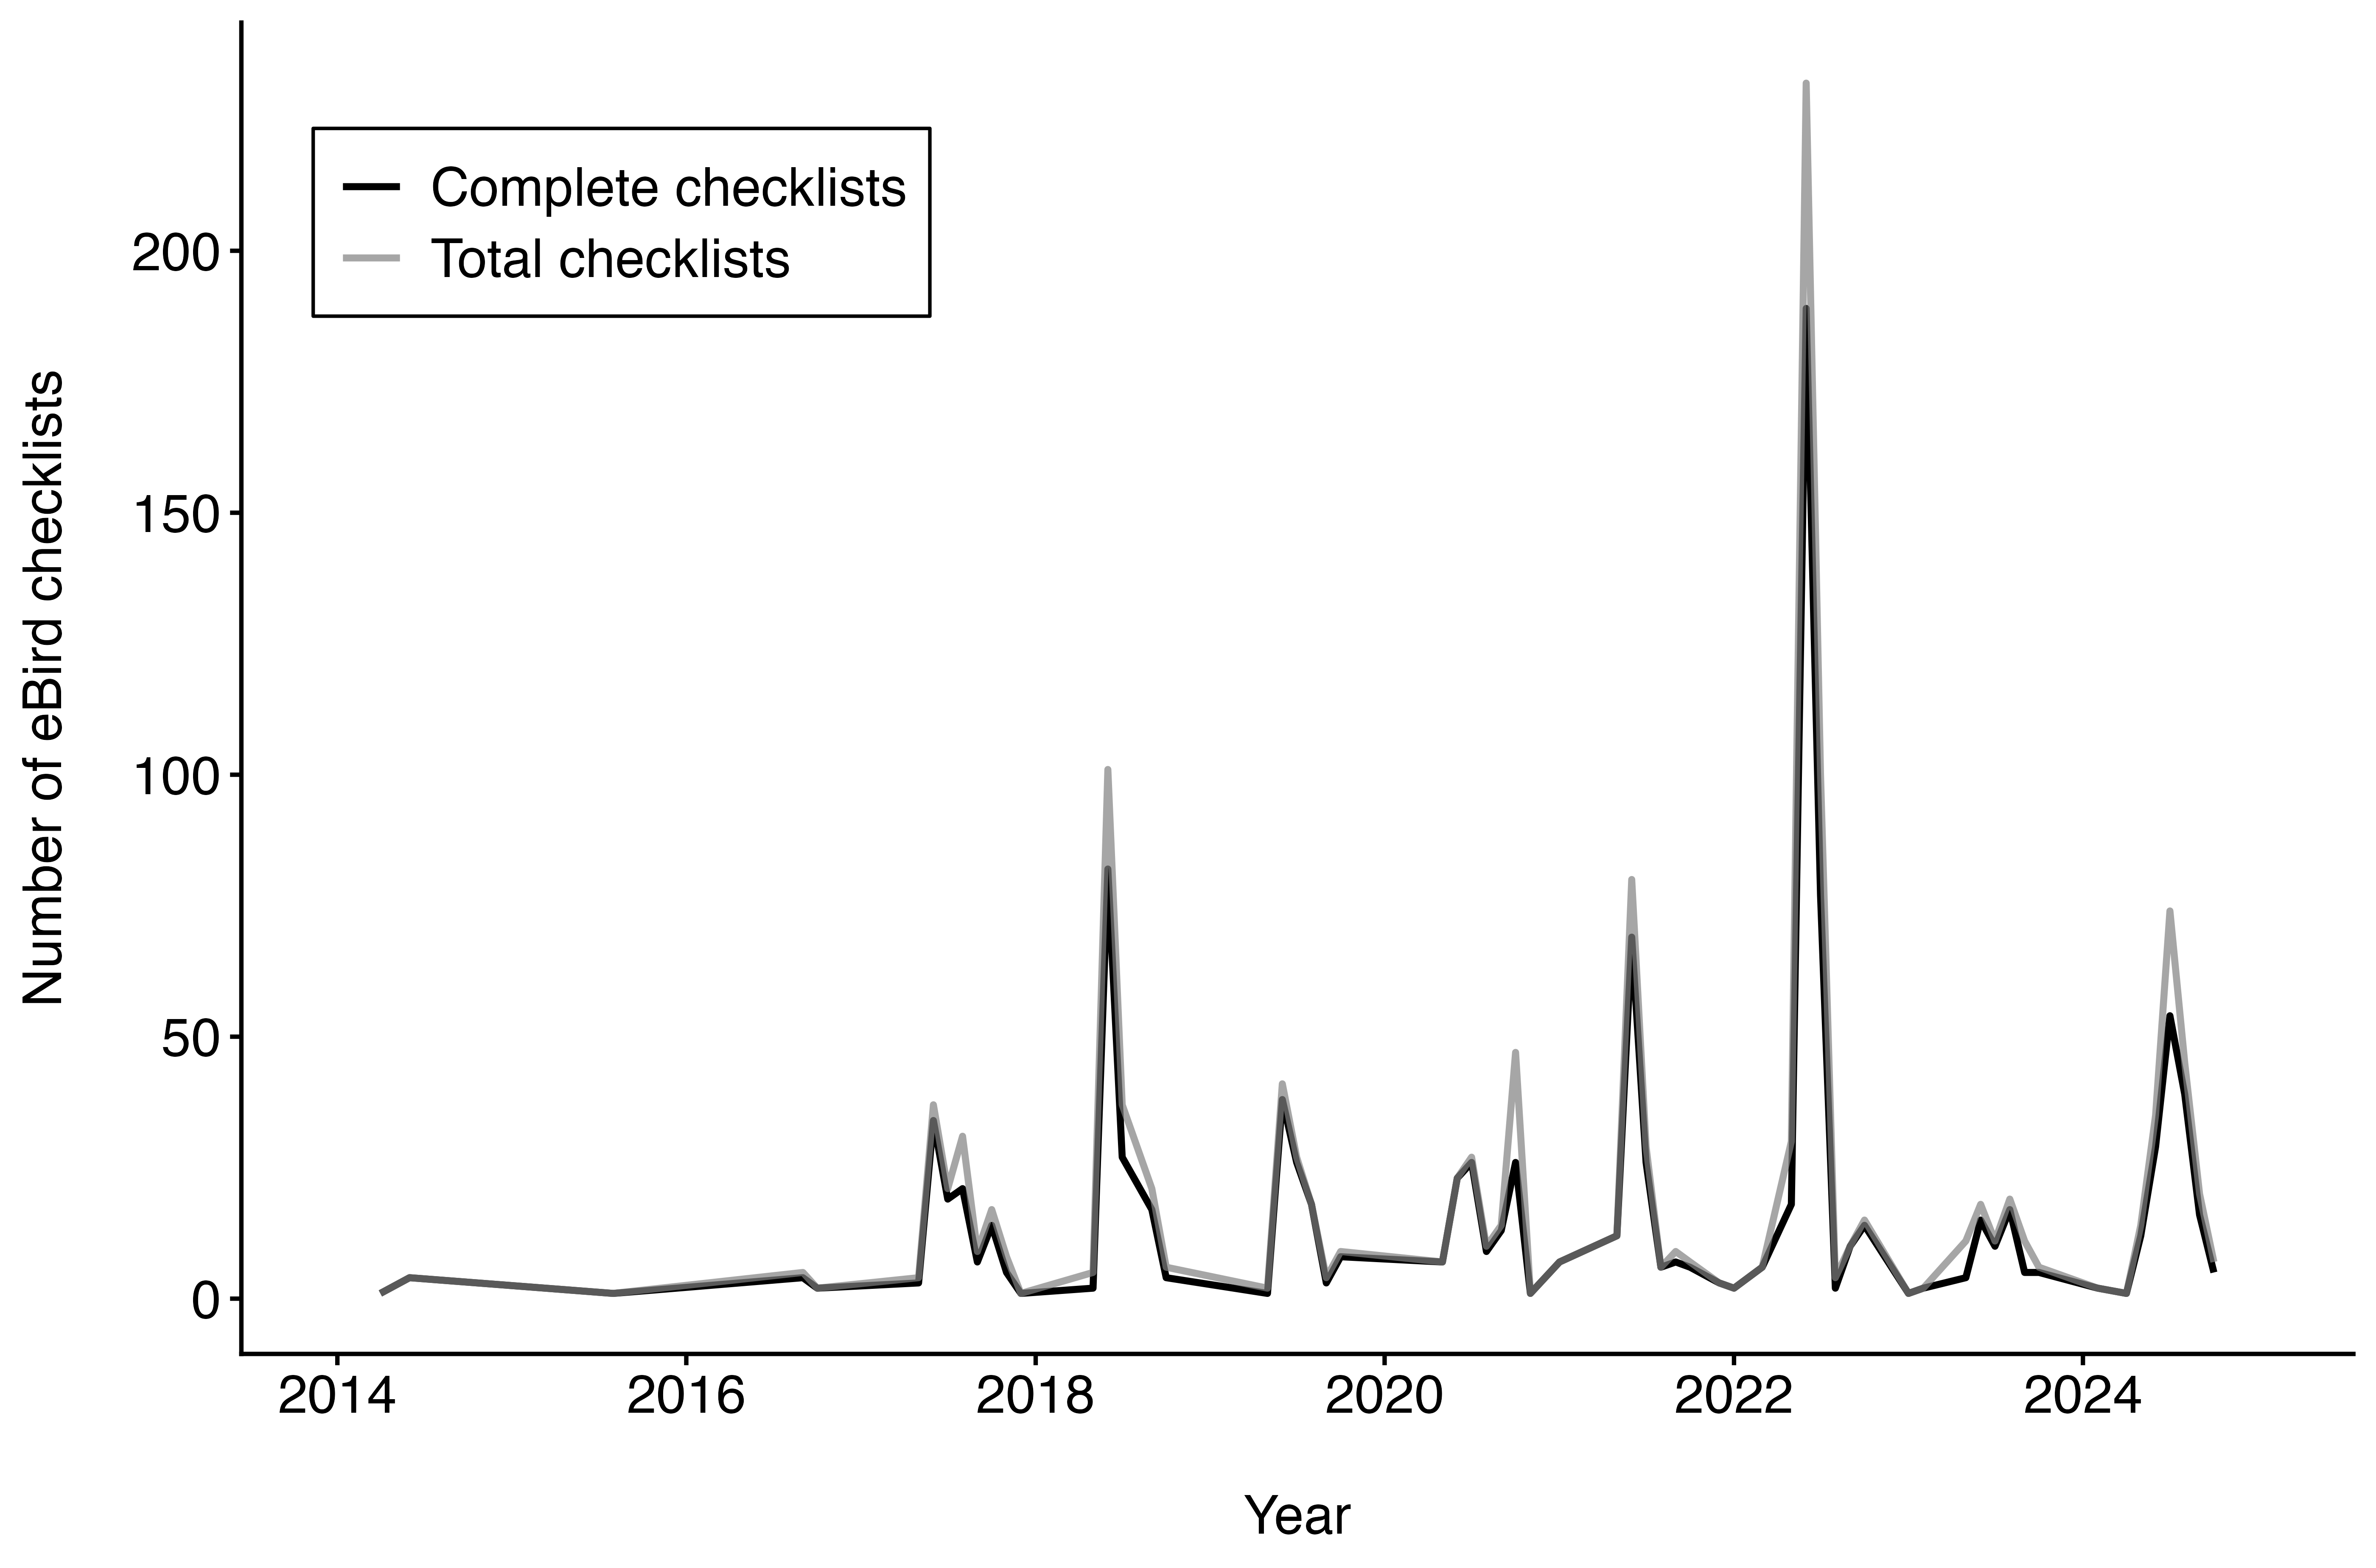 Complete checklists
Total checklists
Number of eBird checklists
200
150
100
50
0
2014 2016 2018 2020 2022 2024
Year